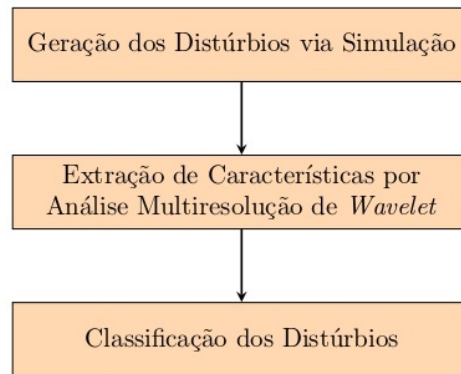 Geração dos Distúrbios via Simulação
Extração de Características por
Análise Multiresolução de Wavelet
Classificação dos Distúrbios